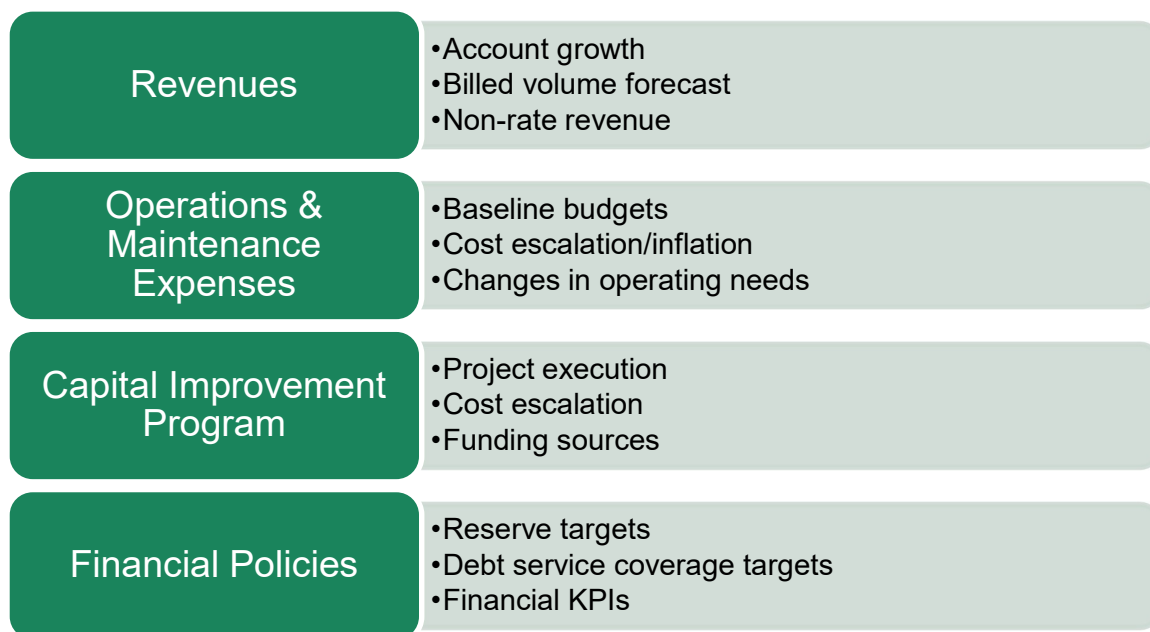 Revenues
•Account growth
•Billed volume forecast
•Non-rate revenue
Operations &
Maintenance
Expenses
•Baseline budgets
•Cost escalation/inflation
•Changes in operating needs
Capital Improvement
Program
•Project execution
•Cost escalation
•Funding sources
Financial Policies
•Reserve targets
•Debt service coverage targets
•Financial KPIs